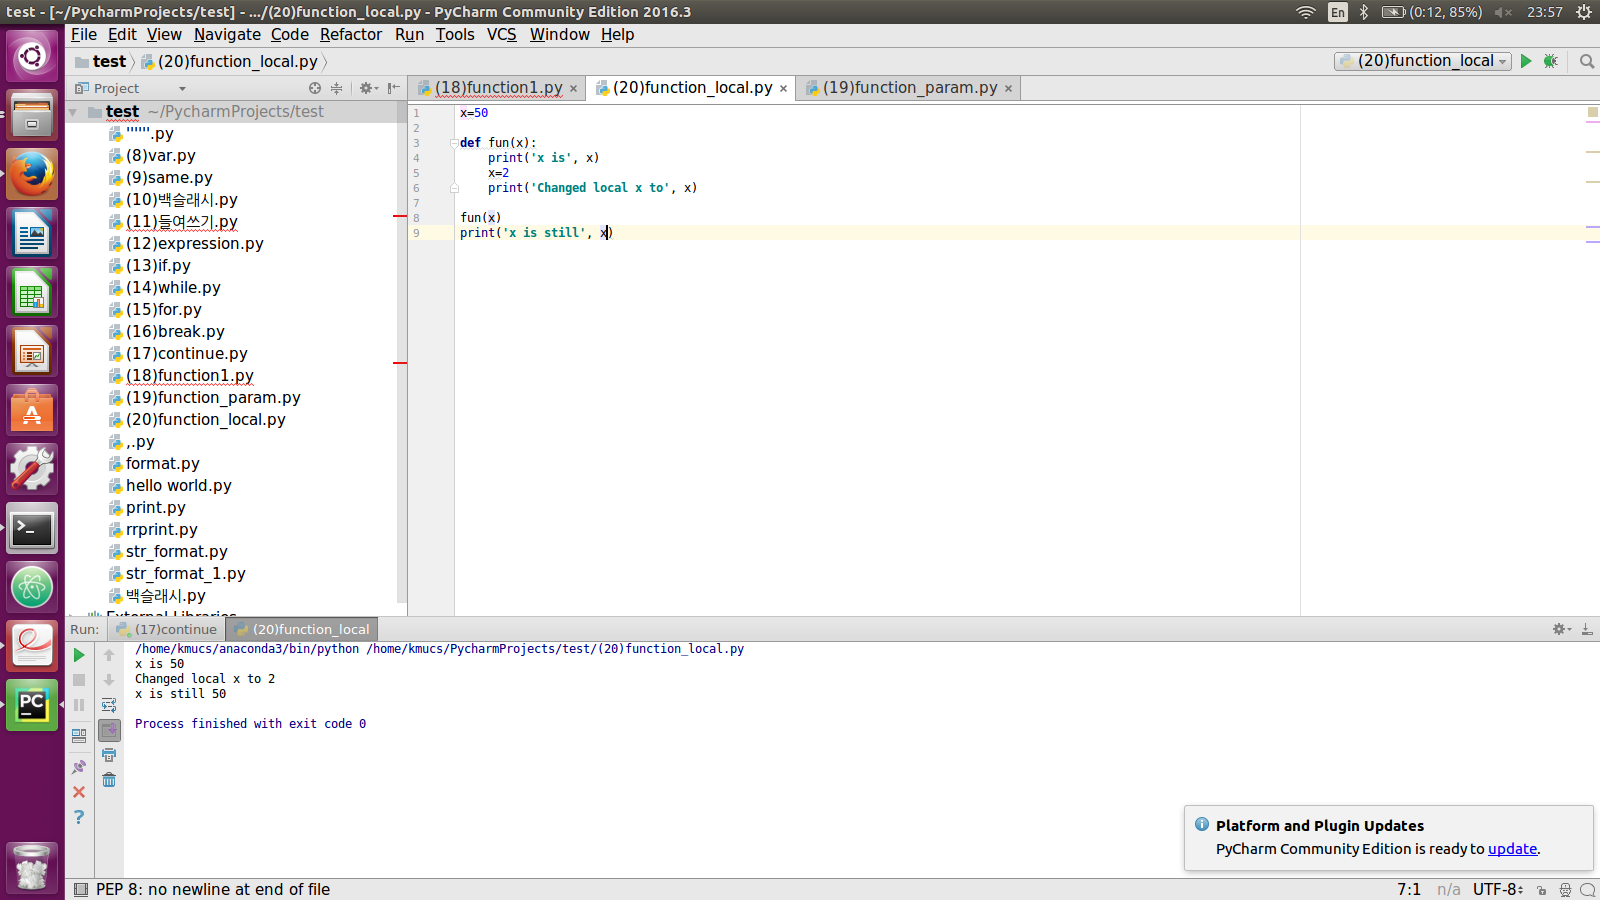 test - [~/PycharmProjects/test] - .../(20)function_local.py - PyCharm Community Edition 2016.3
En
(0:12, 85%)
23:57
File Edit View Navigate Code Refactor Run Tools VCS Window Help
test
(20)function_local.py
(20)function_local
Project
(18)function1.py ×
(20)function_local.py ×
(19)function_param.py ×
test ~/PycharmProjects/test
""""".py
(8)var.py
(9)same.py
(10)백슬래시.py
(11)들여쓰기.py
(12)expression.py
(13)if.py
(14)while.py
(15)for.py
(16)break.py
(17)continue.py
(18)function1.py
(19)function_param.py
(20)function_local.py
,.py
format.py
hello world.py
print.py
rrprint.py
str_format.py
str_format_1.py
백슬래시.py
External Libraries
1 x=50
2
3 def fun(x):
4 print('x is', x)
5 x=2
6 print('Changed local x to', x)
7
8 fun(x)
9 print('x is still', x)
Run:
(17)continue
(20)function_local
/home/kmucs/anaconda3/bin/python /home/kmucs/PycharmProjects/test/(20)function_local.py
x is 50
Changed local x to 2
x is still 50
Process finished with exit code 0
PC
Platform and Plugin Updates
PyCharm Community Edition is ready to update.
PEP 8: no newline at end of file
7:1
n/a
UTF-8